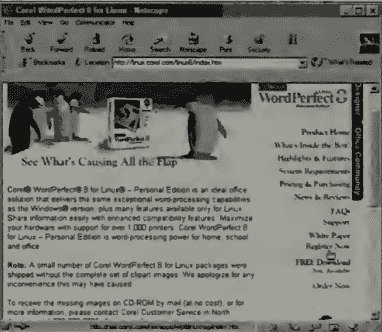 Corel WordPerfect 8 for Linux - Netscape
File Edit View Go Communicator Help
Back Forward Reload Home Search Netscape Print Security
Bookmarks Location: http://linux.corel.com/linux8/index.htm What's Related
WordPerfect 8
Designer Office Community
See What's Causing All the Flap
Product Home
What's Inside the Box
Highlights & Features
System Requirements
Pricing & Purchasing
News & Reviews
FAQs
Support
White Paper
Register Now
FREE Download
Now Available
Order Now
Corel® WordPerfect® 8 for Linux® – Personal Edition is an ideal office
solution that delivers the same exceptional word-processing capabilities
as the Windows® version, plus many features available only for Linux.
Share information easily with enhanced compatibility features. Maximize
your hardware with support for over 1,000 printers. Corel WordPerfect 8
for Linux – Personal Edition is word-processing power for home, school
and office.
Note: A small number of Corel WordPerfect 8 for Linux packages were
shipped without the complete set of clipart images. We apologize for any
inconvenience this may have caused.
To receive the missing images on CD-ROM by mail (at no cost), or for
more information, please contact Corel Customer Service in North